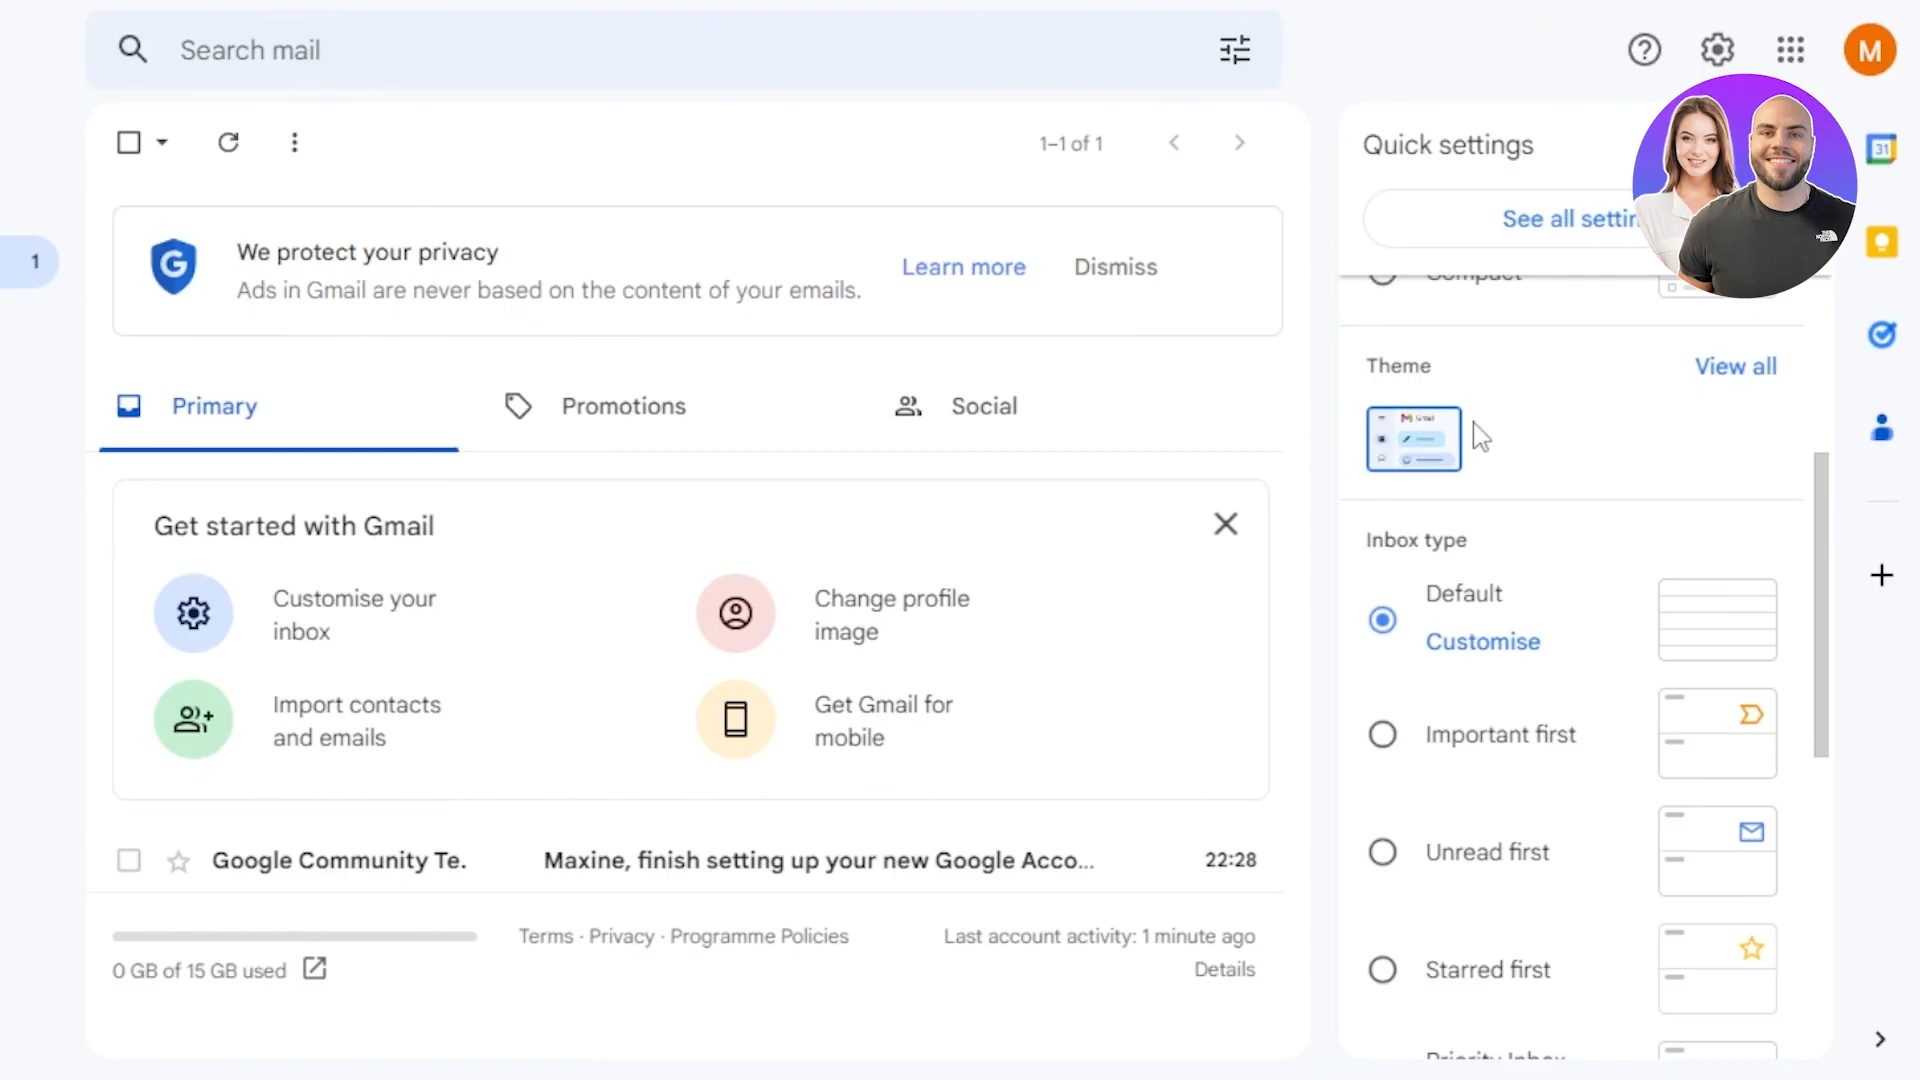 Search mail
M
1–1 of 1
Quick settings
31
See all settin
1
We protect your privacy
Ads in Gmail are never based on the content of your emails.
Learn more
Dismiss
Compact
Theme
View all
Primary
Promotions
Social
Gmail
Get started with Gmail
Inbox type
Customise your
inbox
Change profile
image
Default
Customise
Import contacts
and emails
Get Gmail for
mobile
Important first
Unread first
Google Community Te.
Maxine, finish setting up your new Google Acco...
22:28
Terms · Privacy · Programme Policies
Last account activity: 1 minute ago
0 GB of 15 GB used
Details
Starred first
Priority Inbox